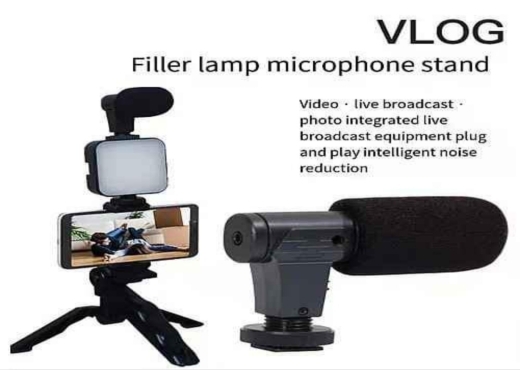 VLOG
Filler lamp microphone stand
Video · live broadcast ·
photo integrated live
broadcast equipment plug
and play intelligent noise
reduction